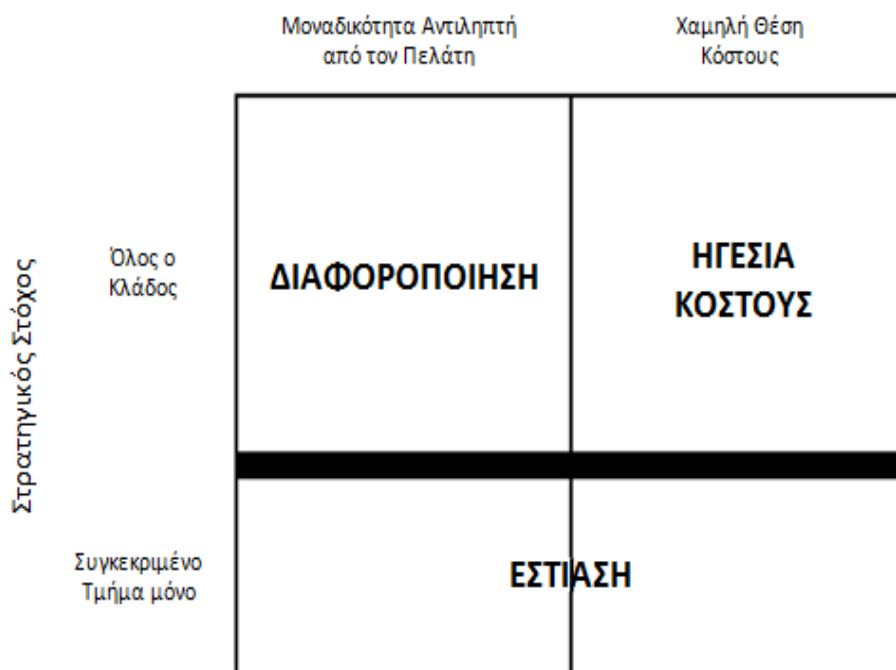 Μοναδικότητα Αντιληπτή
από τον Πελάτη
Χαμηλή Θέση
Κόστους
Στρατηγικός Στόχος
Όλος ο
Κλάδος
ΔΙΑΦΟΡΟΠΟΙΗΣΗ
ΗΓΕΣΙΑ
ΚΟΣΤΟΥΣ
Συγκεκριμένο
Τμήμα μόνο
ΕΣΤΙΑΣΗ